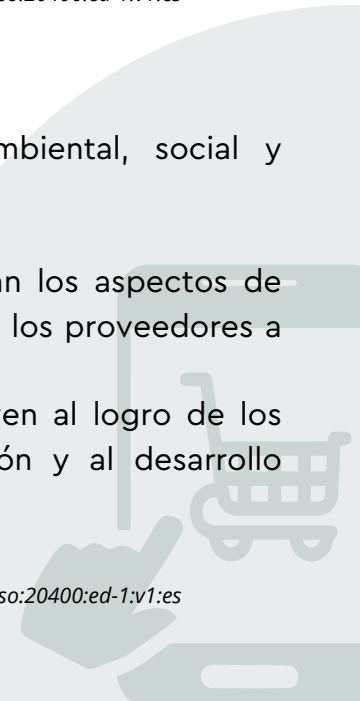 mbiental, social y
an los aspectos de
los proveedores a
en al logro de los
ón y al desarrollo
so:20400:ed-1:v1:es